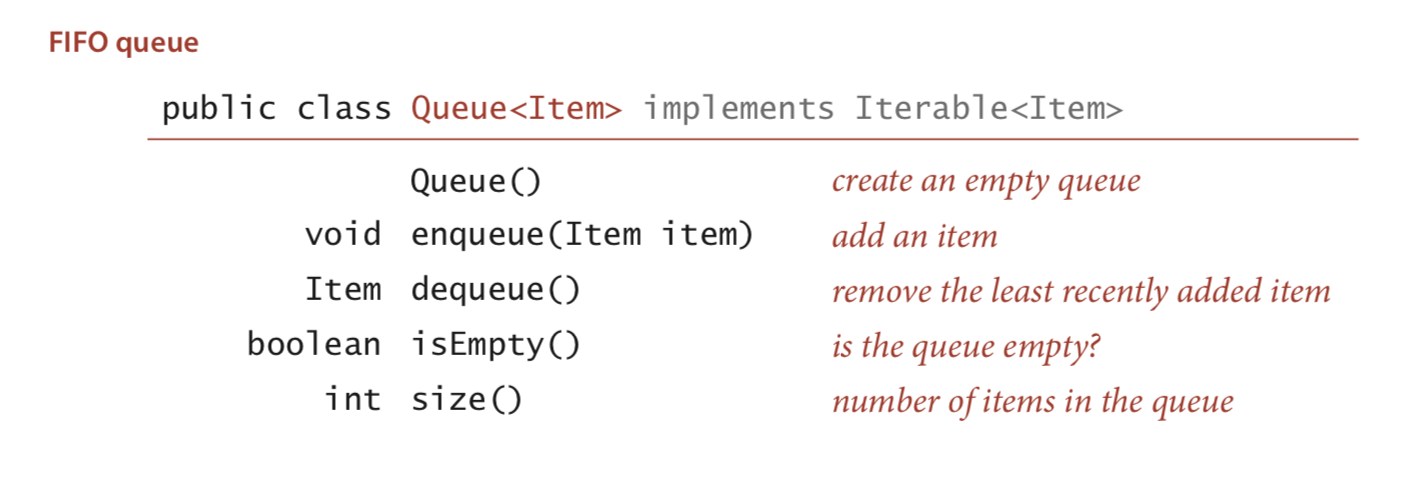 FIFO queue
public class Queue<Item> implements Iterable<Item>
Queue() create an empty queue
void enqueue(Item item) add an item
Item dequeue() remove the least recently added item
boolean isEmpty() is the queue empty?
int size() number of items in the queue